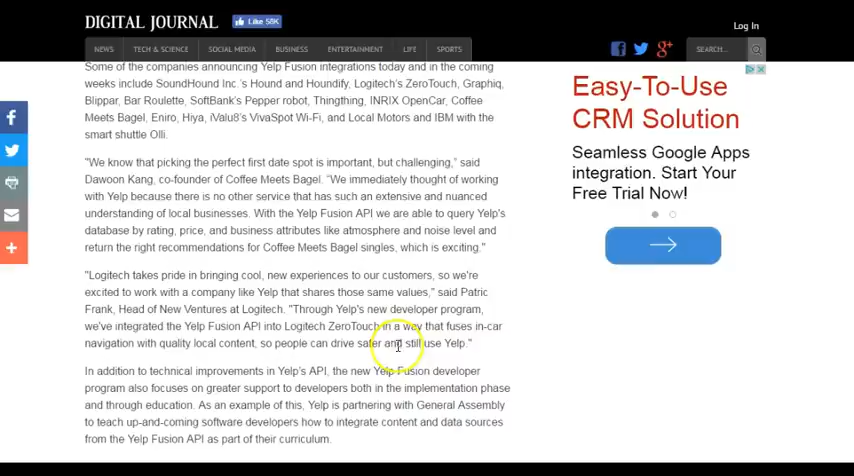 DIGITAL JOURNAL
Like 58K
Log In
NEWS TECH & SCIENCE SOCIAL MEDIA BUSINESS ENTERTAINMENT LIFE SPORTS
SEARCH...
Some of the companies announcing Yelp Fusion integrations today and in the coming
weeks include SoundHound Inc.'s Hound and Houndify, Logitech's ZeroTouch, Graphiq,
Blippar, Bar Roulette, SoftBank's Pepper robot, Thingthing, INRIX OpenCar, Coffee
Meets Bagel, Eniro, Hiya, iValu8's VivaSpot Wi-Fi, and Local Motors and IBM with the
smart shuttle Olli.
"We know that picking the perfect first date spot is important, but challenging," said
Dawoon Kang, co-founder of Coffee Meets Bagel. "We immediately thought of working
with Yelp because there is no other service that has such an extensive and nuanced
understanding of local businesses. With the Yelp Fusion API we are able to query Yelp's
database by rating, price, and business attributes like atmosphere and noise level and
return the right recommendations for Coffee Meets Bagel singles, which is exciting."
"Logitech takes pride in bringing cool, new experiences to our customers, so we're
excited to work with a company like Yelp that shares those same values," said Patric
Frank, Head of New Ventures at Logitech. "Through Yelp's new developer program,
we've integrated the Yelp Fusion API into Logitech ZeroTouch in a way that fuses in-car
navigation with quality local content, so people can drive safer and still use Yelp."
In addition to technical improvements in Yelp's API, the new Yelp Fusion developer
program also focuses on greater support to developers both in the implementation phase
and through education. As an example of this, Yelp is partnering with General Assembly
to teach up-and-coming software developers how to integrate content and data sources
from the Yelp Fusion API as part of their curriculum.
Easy-To-Use
CRM Solution
Seamless Google Apps
integration. Start Your
Free Trial Now!